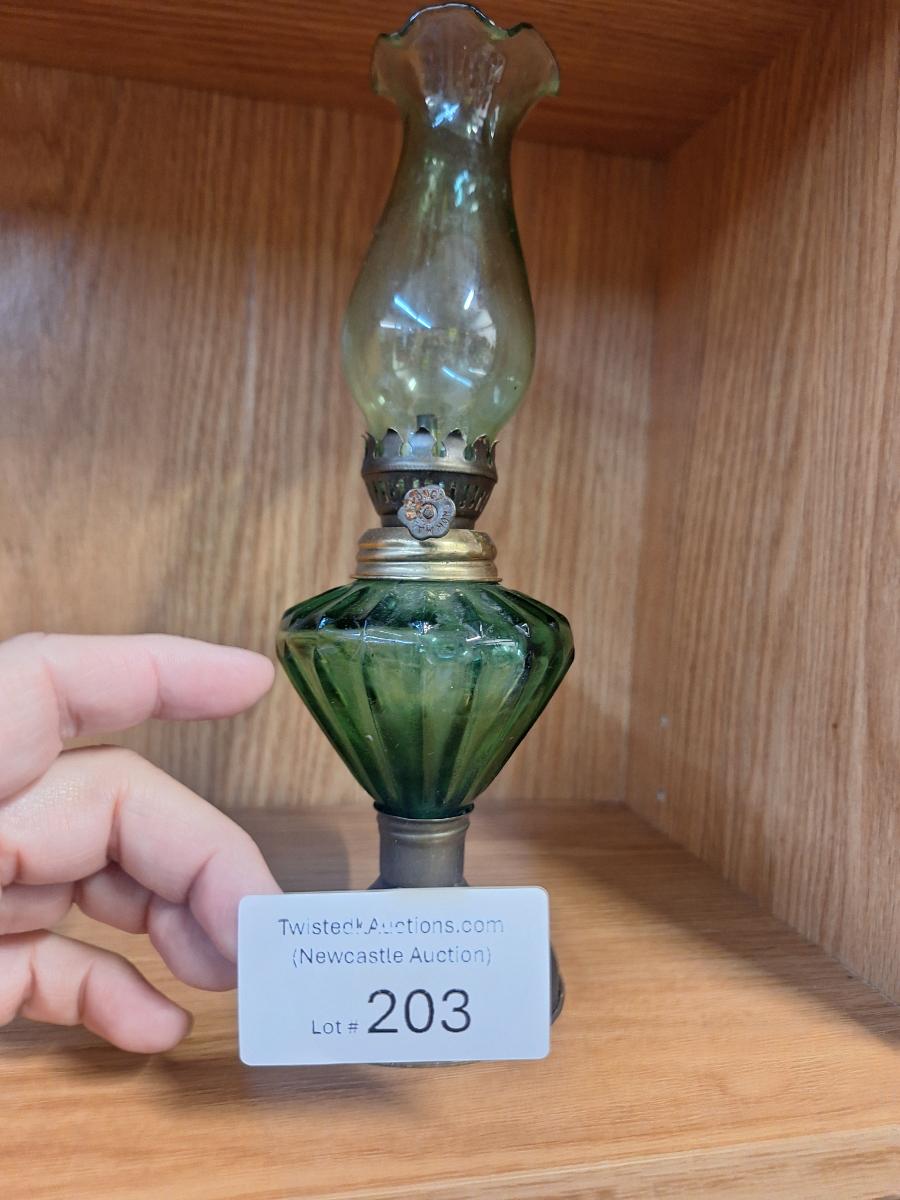 TwistedkAuctions.com
(Newcastle Auction)
Lot # 203